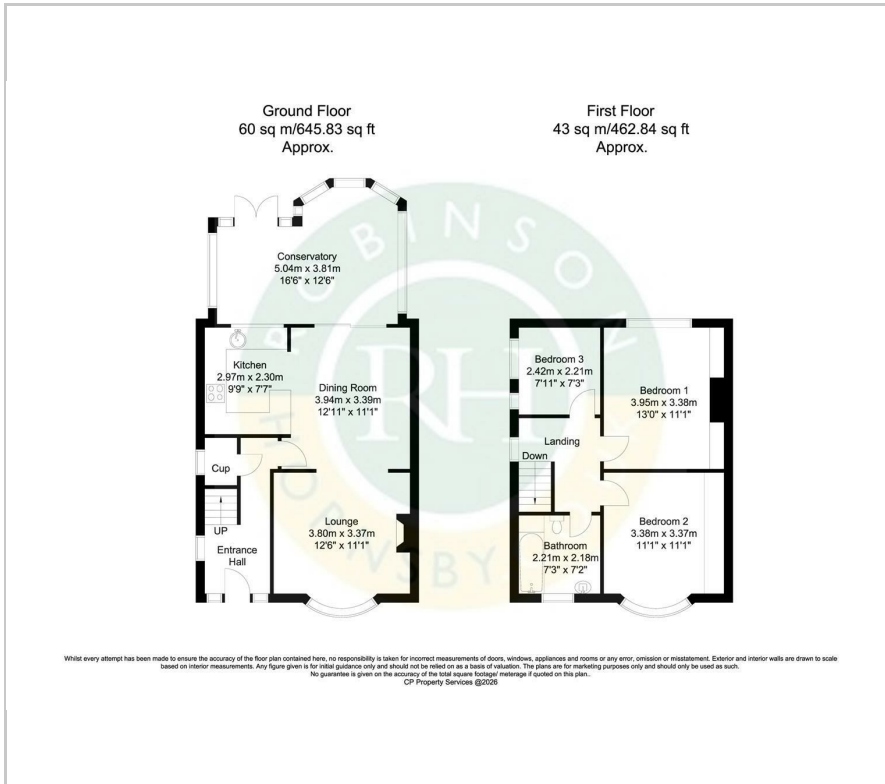 Ground Floor
60 sq m/645.83 sq ft
Approx.
First Floor
43 sq m/462.84 sq ft
Approx.
Conservatory
5.04m x 3.81m
16'6" x 12'6"
Kitchen
2.97m x 2.30m
9'9" x 7'7"
Dining Room
3.94m x 3.39m
12'11" x 11'1"
Cup
UP
Entrance
Hall
Lounge
3.80m x 3.37m
12'6" x 11'1"
Bedroom 3
2.42m x 2.21m
7'11" x 7'3"
Bedroom 1
3.95m x 3.38m
13'0" x 11'1"
Landing
Down
Bedroom 2
3.38m x 3.37m
11'1" x 11'1"
Bathroom
2.21m x 2.18m
7'3" x 7'2"
ROBINSON
RH
HORNSBY
Whilst every attempt has been made to ensure the accuracy of the floor plan contained here, no responsibility is taken for incorrect measurements of doors, windows, appliances and rooms or any error, omission or misstatement. Exterior and interior walls are drawn to scale
based on interior measurements. Any figure given is for initial guidance only and should not be relied on as a basis of valuation. The plans are for marketing purposes only and should only be used as such.
No guarantee is given on the accuracy of the total square footage/ meterage if quoted on this plan..
CP Property Services @2026